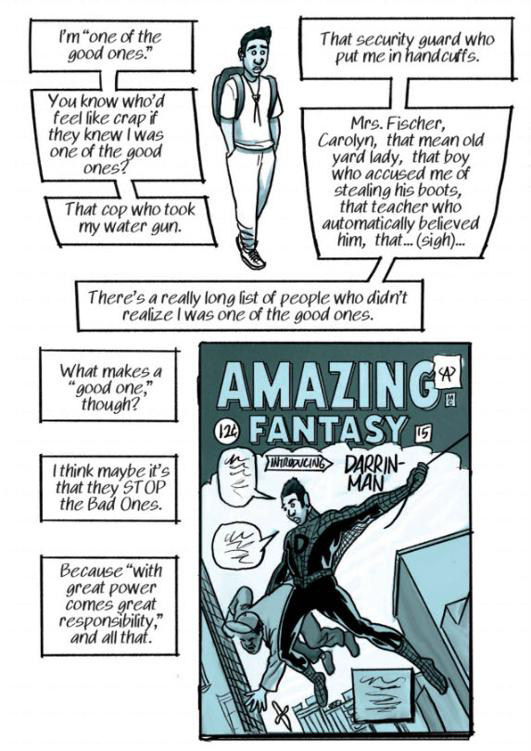 I'm "one of the
good ones."
You know who'd
feel like crap if
they knew I was
one of the good
ones?
That cop who took
my water gun.
That security guard who
put me in handcuffs.
Mrs. Fischer,
Carolyn, that mean old
yard lady, that boy
who accused me of
stealing his boots,
that teacher who
automatically believed
him, that... (sigh)...
There's a really long list of people who didn't
realize I was one of the good ones.
What makes a
"good one,"
though?
I think maybe it's
that they STOP
the Bad Ones.
Because "with
great power
comes great
responsibility,"
and all that.
AMAZING
FANTASY
12¢
15
INTRODUCING
DARRIN-
MAN
D